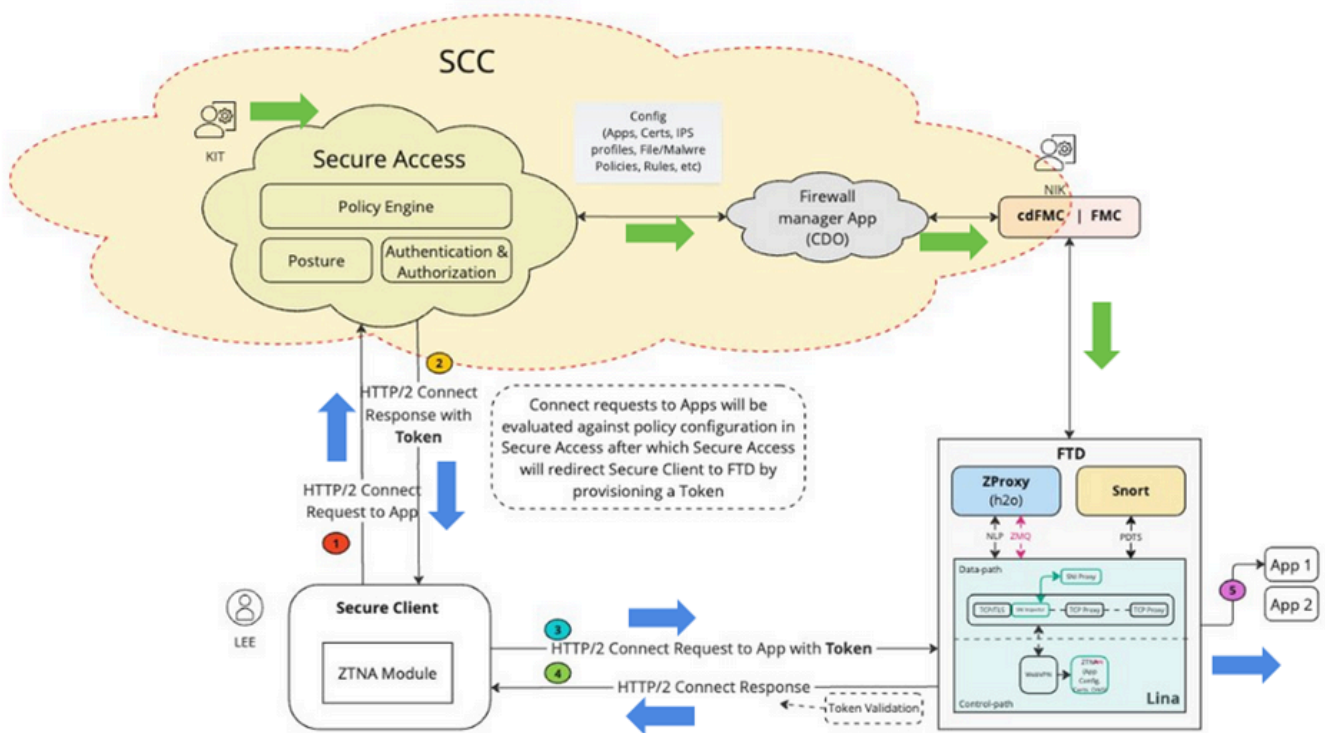 SCC
KIT
Secure Access
Policy Engine
Posture
Authentication &
Authorization
Config
(Apps, Certs, IPS
profiles, File/Malwre
Policies, Rules, etc)
Firewall
manager App
(CDO)
NIK
cdFMC | FMC
2
HTTP/2 Connect
Response with
Token
HTTP/2 Connect
Request to App
1
Connect requests to Apps will be
evaluated against policy configuration in
Secure Access after which Secure Access
will redirect Secure Client to FTD by
provisioning a Token
FTD
ZProxy
(h2o)
Snort
NLP
ZMQ
PDTS
Data-path
SNI Proxy
TCP/TLS
TCP Proxy
TCP Proxy
WebVPN
(App
Config,
Control-path
Lina
5
App 1
App 2
LEE
Secure Client
ZTNA Module
3
HTTP/2 Connect Request to App with Token
4
HTTP/2 Connect Response
Token Validation